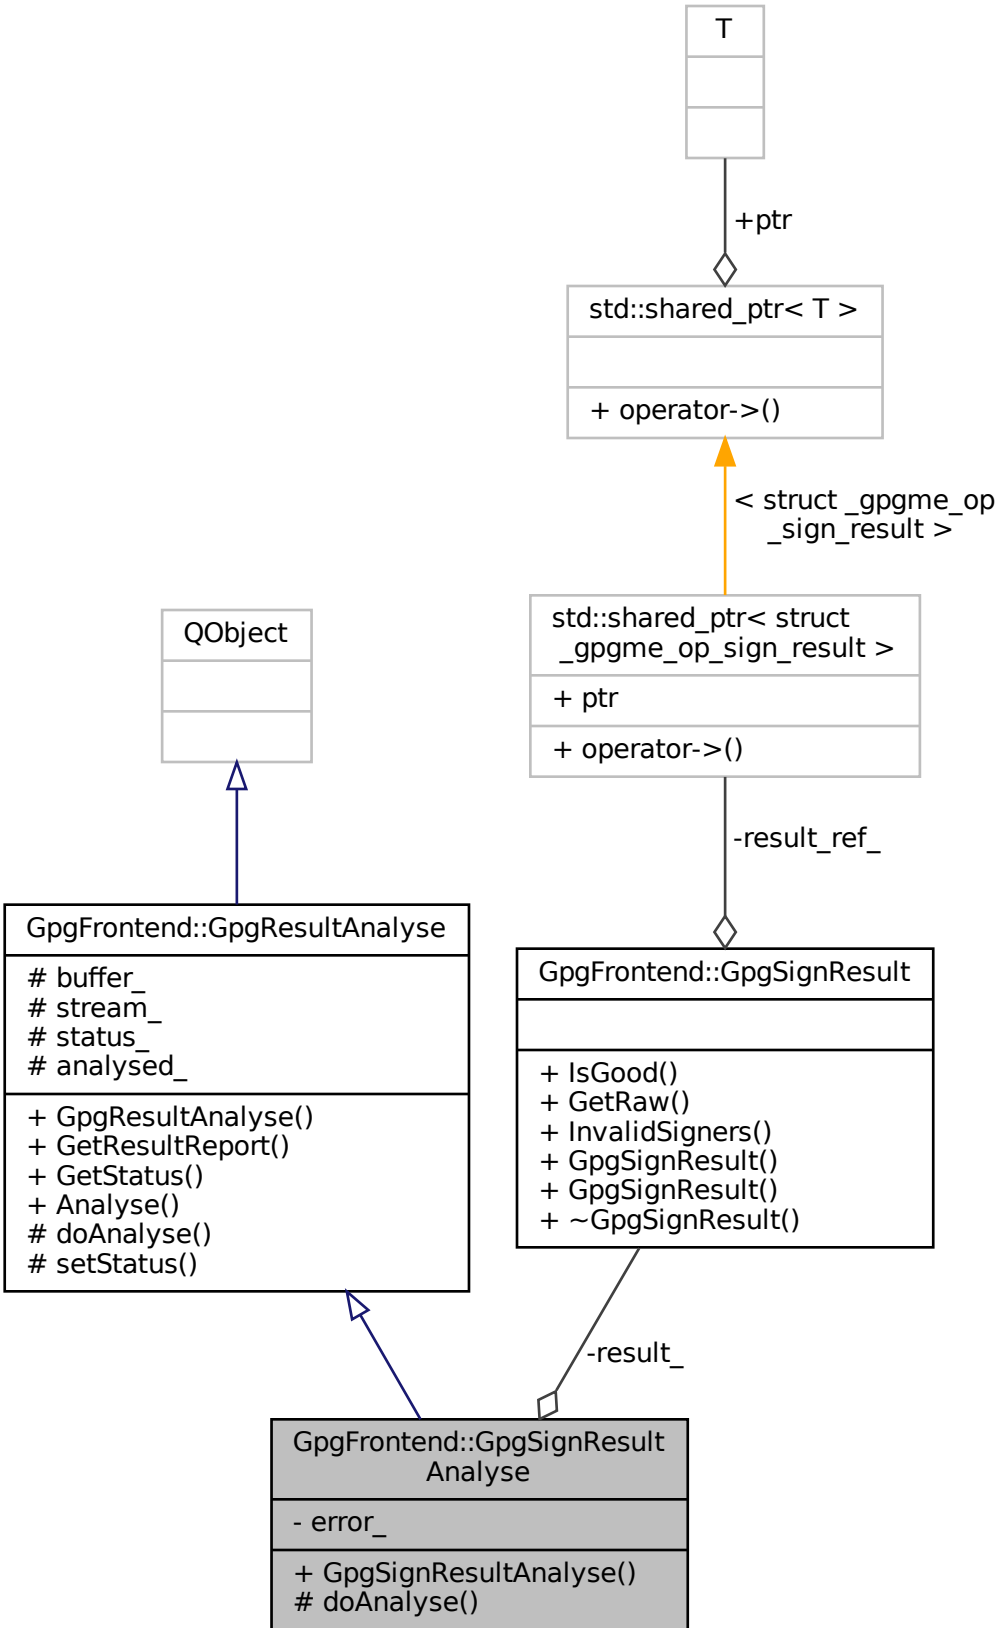 T
+ptr
std::shared_ptr< T >
+ operator->()
< struct _gpgme_op
_sign_result >
std::shared_ptr< struct
_gpgme_op_sign_result >
+ ptr
+ operator->()
QObject
-result_ref_
GpgFrontend::GpgResultAnalyse
# buffer_
# stream_
# status_
# analysed_
+ GpgResultAnalyse()
+ GetResultReport()
+ GetStatus()
+ Analyse()
# doAnalyse()
# setStatus()
GpgFrontend::GpgSignResult
+ IsGood()
+ GetRaw()
+ InvalidSigners()
+ GpgSignResult()
+ GpgSignResult()
+ ~GpgSignResult()
-result_
GpgFrontend::GpgSignResult
Analyse
- error_
+ GpgSignResultAnalyse()
# doAnalyse()